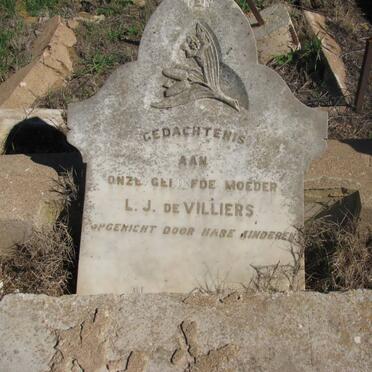 GEDACHTENIS
AAN
ONZE GELIEFDE MOEDER
L. J. DE VILLIERS
OPGERICHT DOOR HARE KINDEREN